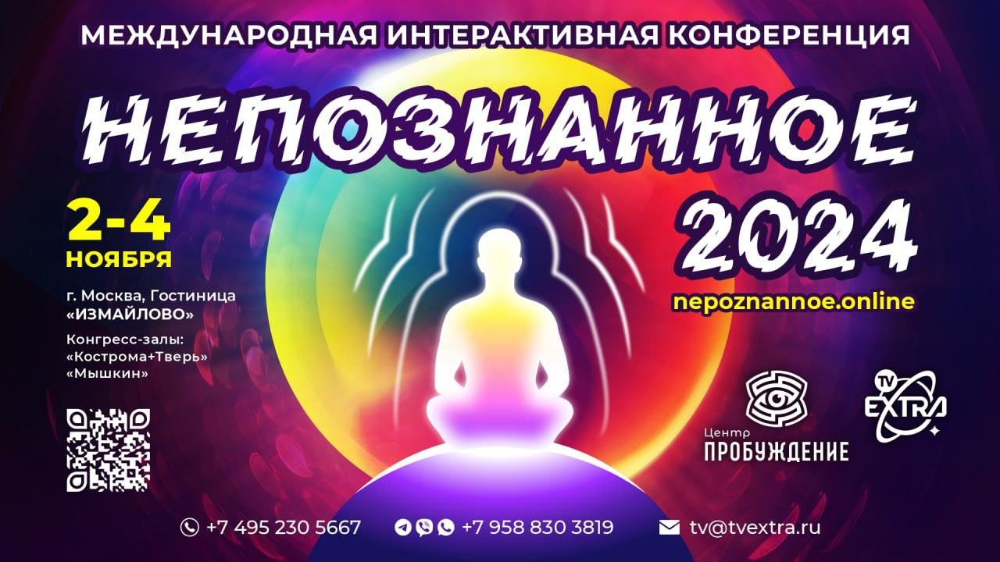 МЕЖДУНАРОДНАЯ ИНТЕРАКТИВНАЯ КОНФЕРЕНЦИЯ
НЕПОЗНАННОЕ
2024
nepoznannoe.online
2-4
НОЯБРЯ
г. Москва, Гостиница
«ИЗМАЙЛОВО»
Конгресс-залы:
«Кострома+Тверь»
«Мышкин»
Центр
ПРОБУЖДЕНИЕ
TV
EXTRA
+7 495 230 5667
+7 958 830 3819
tv@tvextra.ru